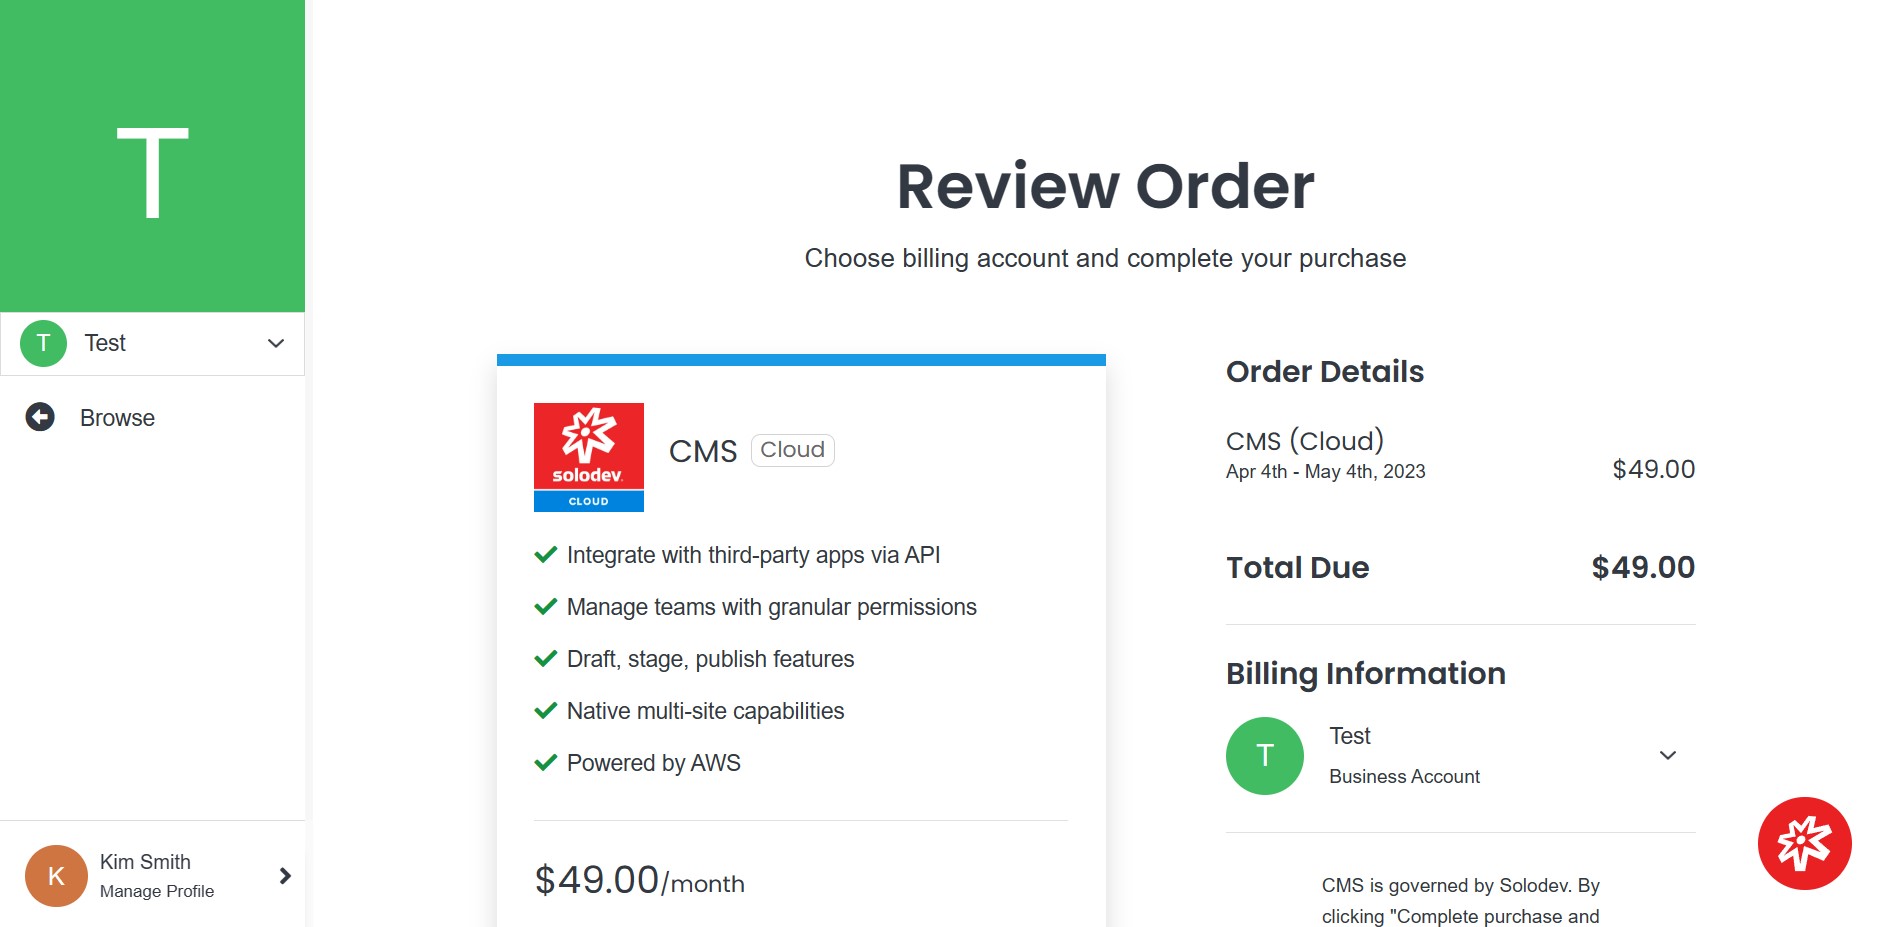 T
T Test
Browse
K
Kim Smith
Manage Profile
Review Order
Choose billing account and complete your purchase
solodev
CLOUD
CMS Cloud
Integrate with third-party apps via API
Manage teams with granular permissions
Draft, stage, publish features
Native multi-site capabilities
Powered by AWS
$49.00/month
Order Details
CMS (Cloud)
Apr 4th - May 4th, 2023 $49.00
Total Due $49.00
Billing Information
T
Test
Business Account
CMS is governed by Solodev. By
clicking "Complete purchase and